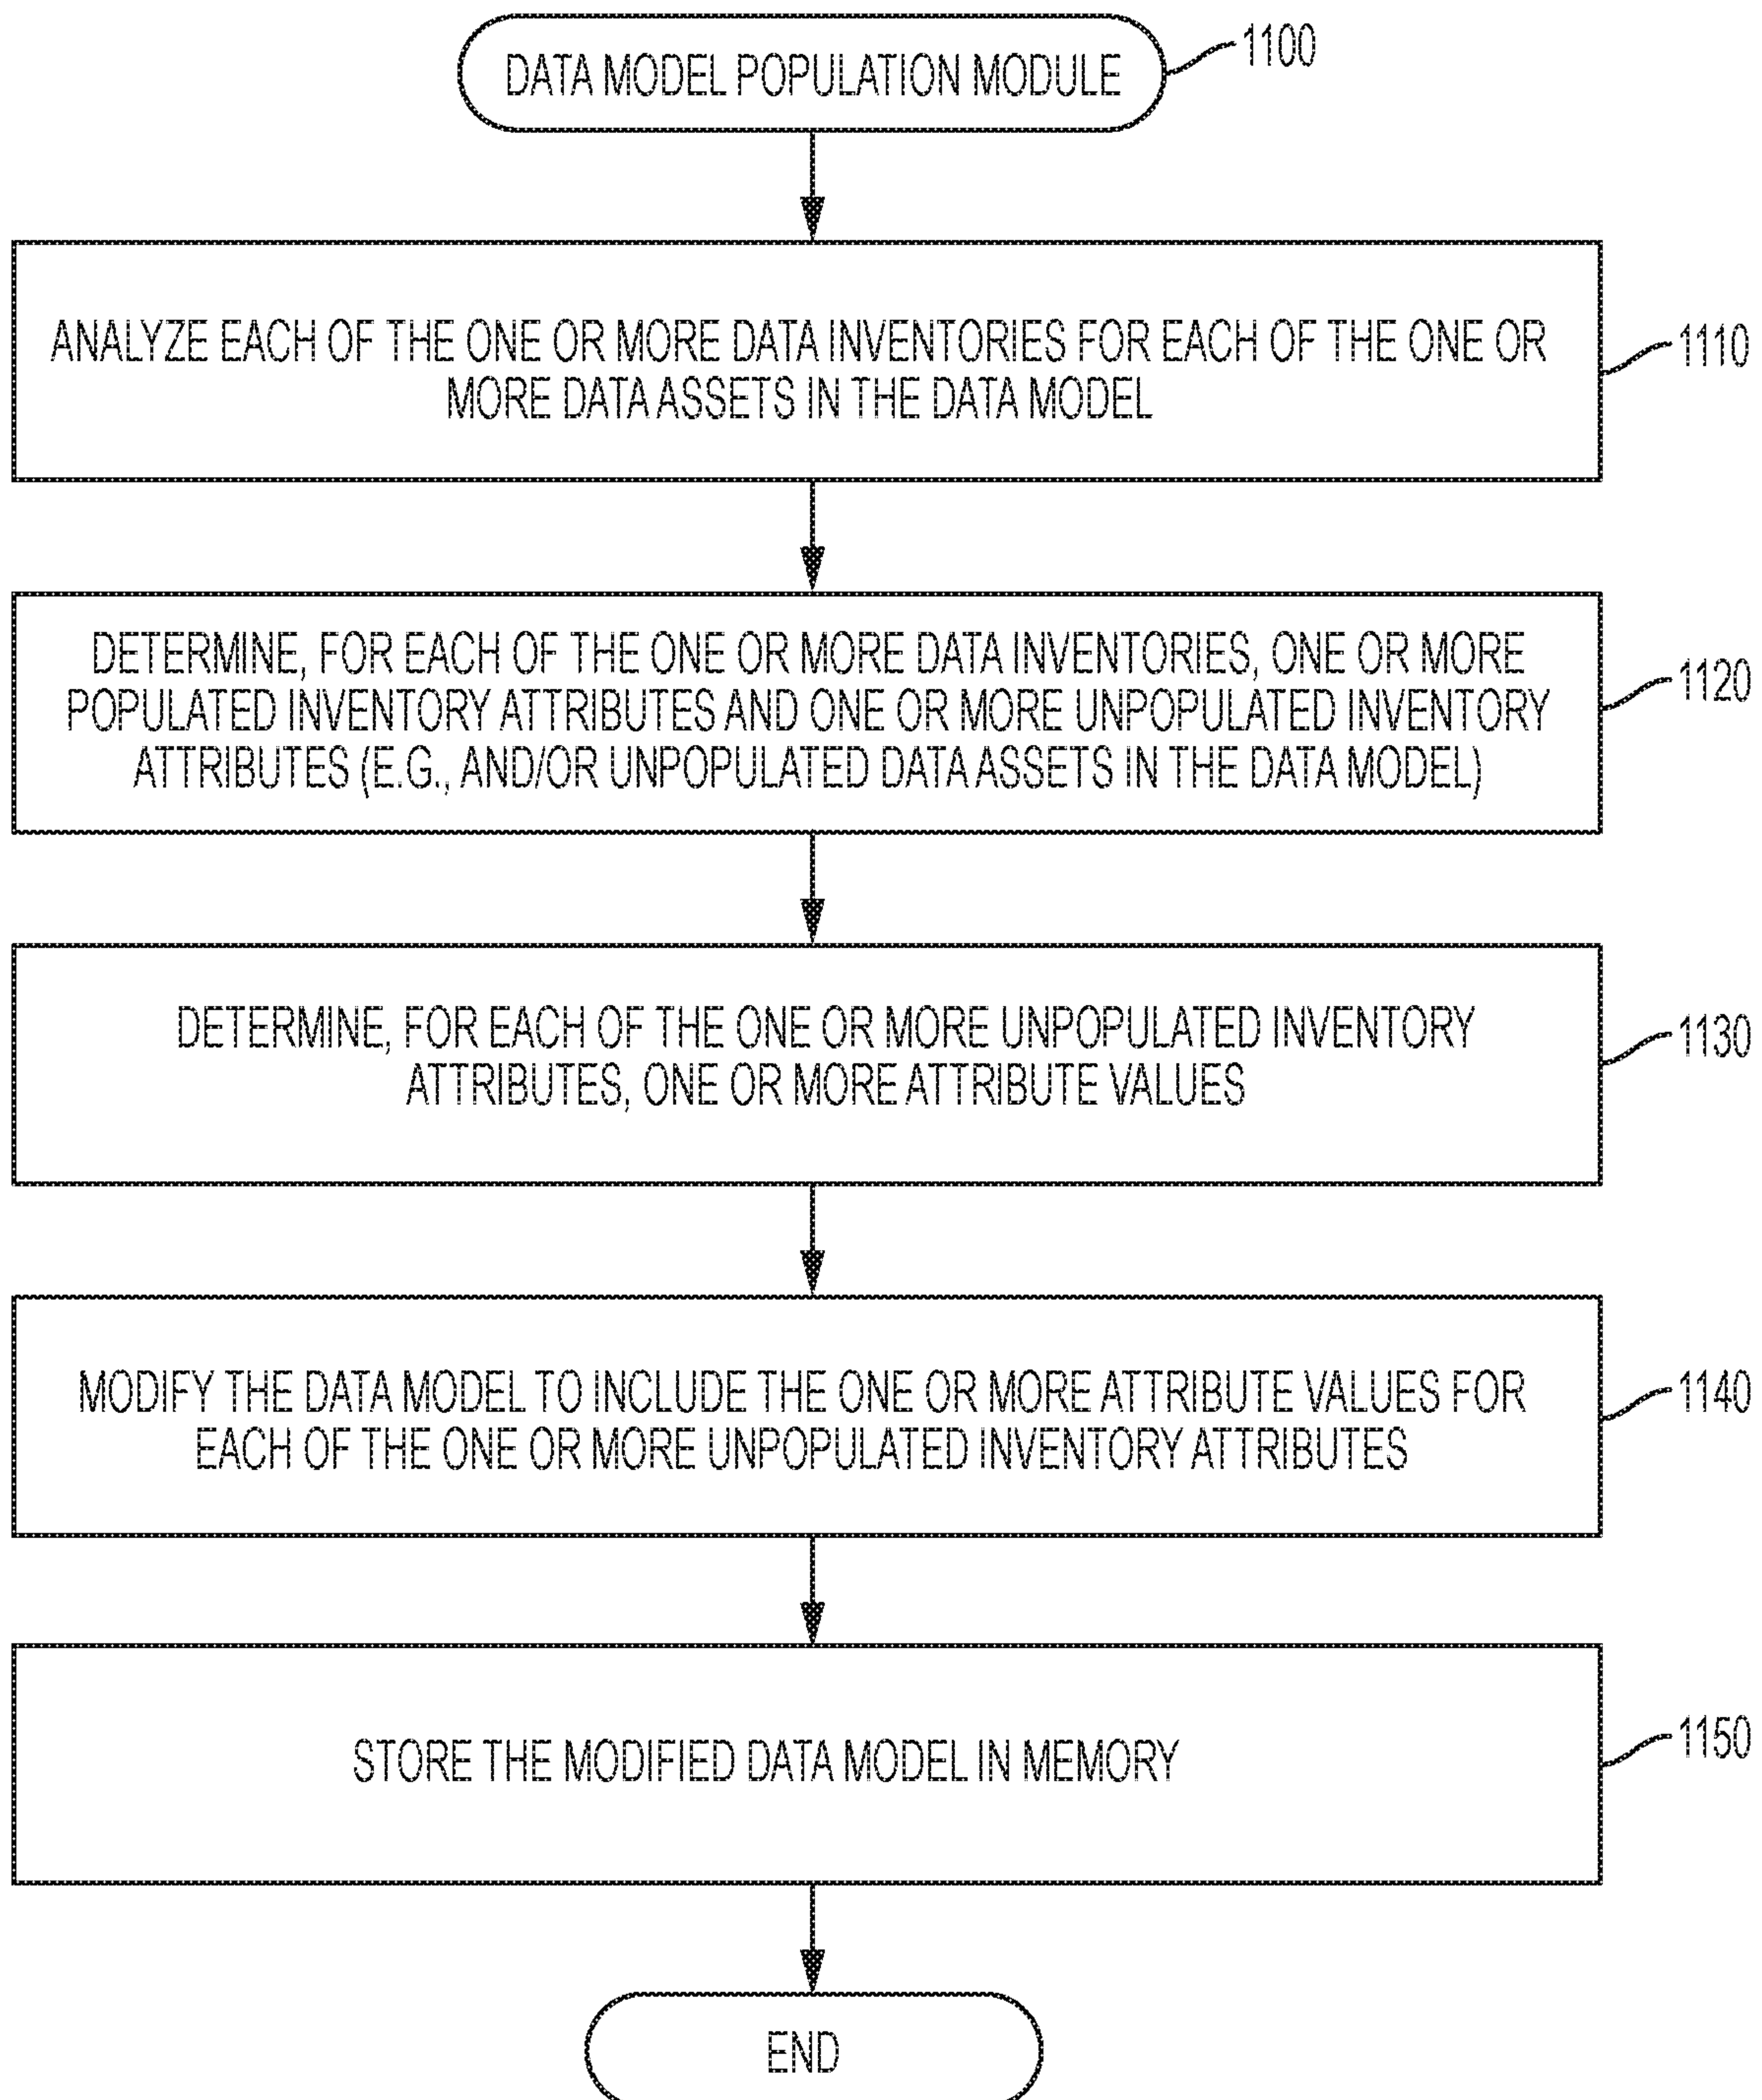 DATA MODEL POPULATION MODULE
1100
ANALYZE EACH OF THE ONE OR MORE DATA INVENTORIES FOR EACH OF THE ONE OR
MORE DATA ASSETS IN THE DATA MODEL
1110
DETERMINE, FOR EACH OF THE ONE OR MORE DATA INVENTORIES, ONE OR MORE
POPULATED INVENTORY ATTRIBUTES AND ONE OR MORE UNPOPULATED INVENTORY
ATTRIBUTES (E.G., AND/OR UNPOPULATED DATA ASSETS IN THE DATA MODEL)
1120
DETERMINE, FOR EACH OF THE ONE OR MORE UNPOPULATED INVENTORY
ATTRIBUTES, ONE OR MORE ATTRIBUTE VALUES
1130
MODIFY THE DATA MODEL TO INCLUDE THE ONE OR MORE ATTRIBUTE VALUES FOR
EACH OF THE ONE OR MORE UNPOPULATED INVENTORY ATTRIBUTES
1140
STORE THE MODIFIED DATA MODEL IN MEMORY
1150
END